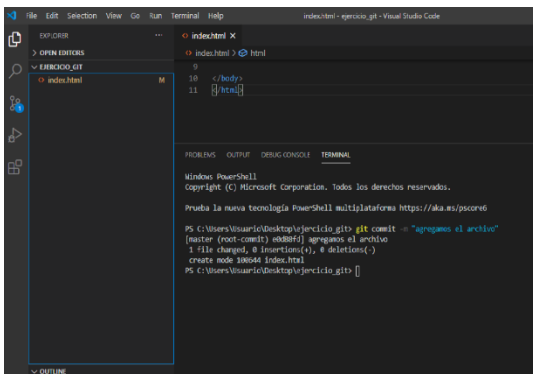 File Edit Selection View Go Run Terminal Help index.html - ejercicio_git - Visual Studio Code
EXPLORER ...
> OPEN EDITORS
EJERCICIO_GIT
<> index.html M
1
OUTLINE
<> index.html X
<> index.html > html
9
10 </body>
11 </html>
PROBLEMS OUTPUT DEBUG CONSOLE TERMINAL
Windows PowerShell
Copyright (C) Microsoft Corporation. Todos los derechos reservados.
Prueba la nueva tecnología PowerShell multiplataforma https://aka.ms/pscore6
PS C:\Users\Usuario\Desktop\ejercicio_git> git commit -m "agregamos el archivo"
[master (root-commit) e0d88fd] agregamos el archivo
1 file changed, 0 insertions(+), 0 deletions(-)
create mode 100644 index.html
PS C:\Users\Usuario\Desktop\ejercicio_git>